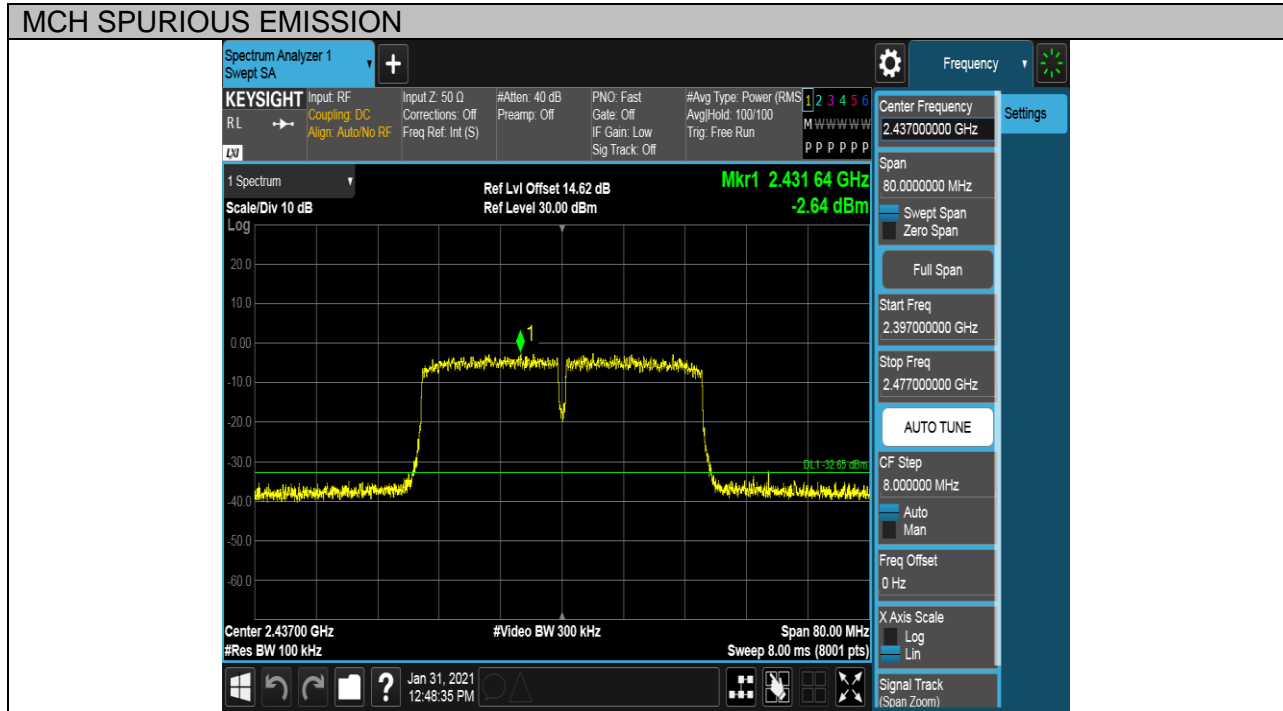 MCH SPURIOUS EMISSION
Spectrum Analyzer 1
Swept SA
+
Frequency
KEYSIGHT
RL
LXI
Input: RF
Coupling: DC
Align: Auto/No RF
Input Z: 50 Ω
Corrections: Off
Freq Ref: Int (S)
#Atten: 40 dB
Preamp: Off
PNO: Fast
Gate: Off
IF Gain: Low
Sig Track: Off
#Avg Type: Power (RMS
Avg|Hold: 100/100
Trig: Free Run
1 2 3 4 5 6
M W W W W W
P P P P P P
1 Spectrum
Scale/Div 10 dB
Log
Ref Lvl Offset 14.62 dB
Ref Level 30.00 dBm
Mkr1 2.431 64 GHz
-2.64 dBm
20.0
10.0
0.00
-10.0
-20.0
-30.0
-40.0
-50.0
-60.0
1
DL1 -32.65 dBm
Center 2.43700 GHz
#Res BW 100 kHz
#Video BW 300 kHz
Span 80.00 MHz
Sweep 8.00 ms (8001 pts)
Center Frequency
2.437000000 GHz
Settings
Span
80.0000000 MHz
Swept Span
Zero Span
Full Span
Start Freq
2.397000000 GHz
Stop Freq
2.477000000 GHz
AUTO TUNE
CF Step
8.000000 MHz
Auto
Man
Freq Offset
0 Hz
X Axis Scale
Log
Lin
Signal Track
(Span Zoom)
?
Jan 31, 2021
12:48:35 PM